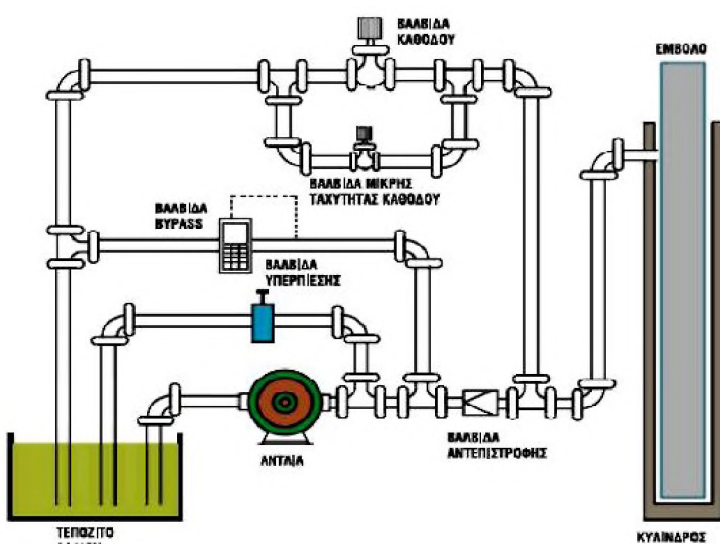 ΒΑΛΒΙΔΑ
ΚΑΘΟΔΟΥ
ΕΜΒΟΛΟ
ΒΑΛΒΙΔΑ ΜΙΚΡΗΣ
ΤΑΧΥΤΗΤΑΣ ΚΑΘΟΔΟΥ
ΒΑΛΒΙΔΑ
BYPASS
ΒΑΛΒΙΔΑ
ΥΠΕΡΠΙΕΣΗΣ
ΑΝΤΛΙΑ
ΒΑΛΒΙΔΑ
ΑΝΤΕΠΙΣΤΡΟΦΗΣ
ΤΕΠΟΖΙΤΟ
ΚΥΛΙΝΔΡΟΣ